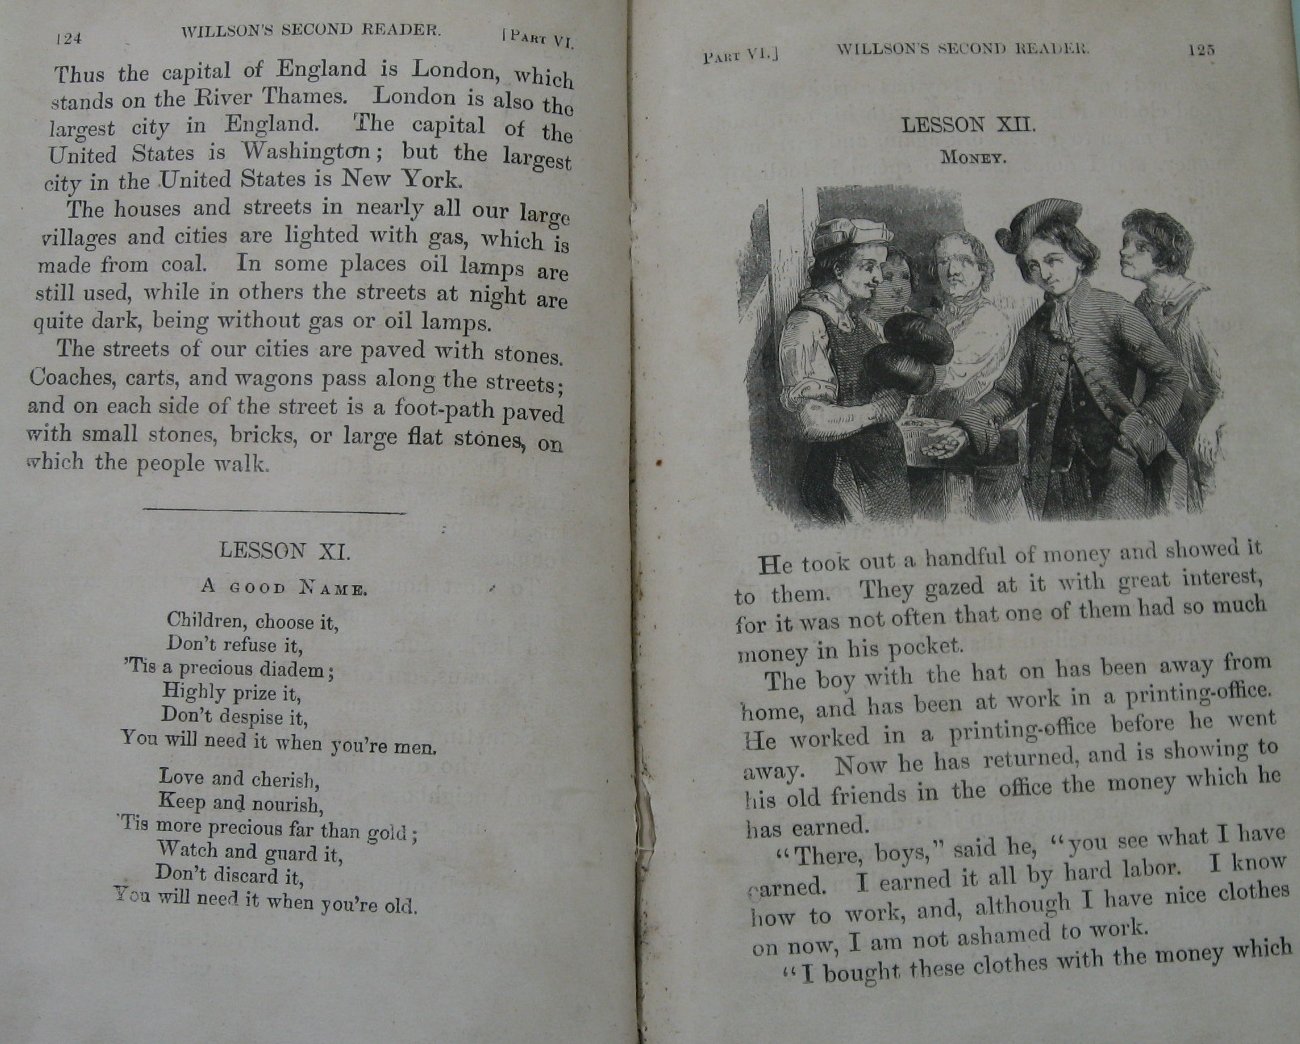 124 WILLSON'S SECOND READER. [PART VI.
Thus the capital of England is London, which
stands on the River Thames. London is also the
largest city in England. The capital of the
United States is Washington; but the largest
city in the United States is New York.
The houses and streets in nearly all our large
villages and cities are lighted with gas, which is
made from coal. In some places oil lamps are
still used, while in others the streets at night are
quite dark, being without gas or oil lamps.
The streets of our cities are paved with stones.
Coaches, carts, and wagons pass along the streets;
and on each side of the street is a foot-path paved
with small stones, bricks, or large flat stones, on
which the people walk.
LESSON XI.
A GOOD NAME.
Children, choose it,
Don't refuse it,
'Tis a precious diadem;
Highly prize it,
Don't despise it,
You will need it when you're men.
Love and cherish,
Keep and nourish,
'Tis more precious far than gold;
Watch and guard it,
Don't discard it,
You will need it when you're old.
PART VI.] WILLSON'S SECOND READER. 125
LESSON XII.
MONEY.
He took out a handful of money and showed it
to them. They gazed at it with great interest,
for it was not often that one of them had so much
money in his pocket.
The boy with the hat on has been away from
home, and has been at work in a printing-office.
He worked in a printing-office before he went
away. Now he has returned, and is showing to
his old friends in the office the money which he
has earned.
"There, boys," said he, "you see what I have
earned. I earned it all by hard labor. I know
how to work, and, although I have nice clothes
on now, I am not ashamed to work.
"I bought these clothes with the money which